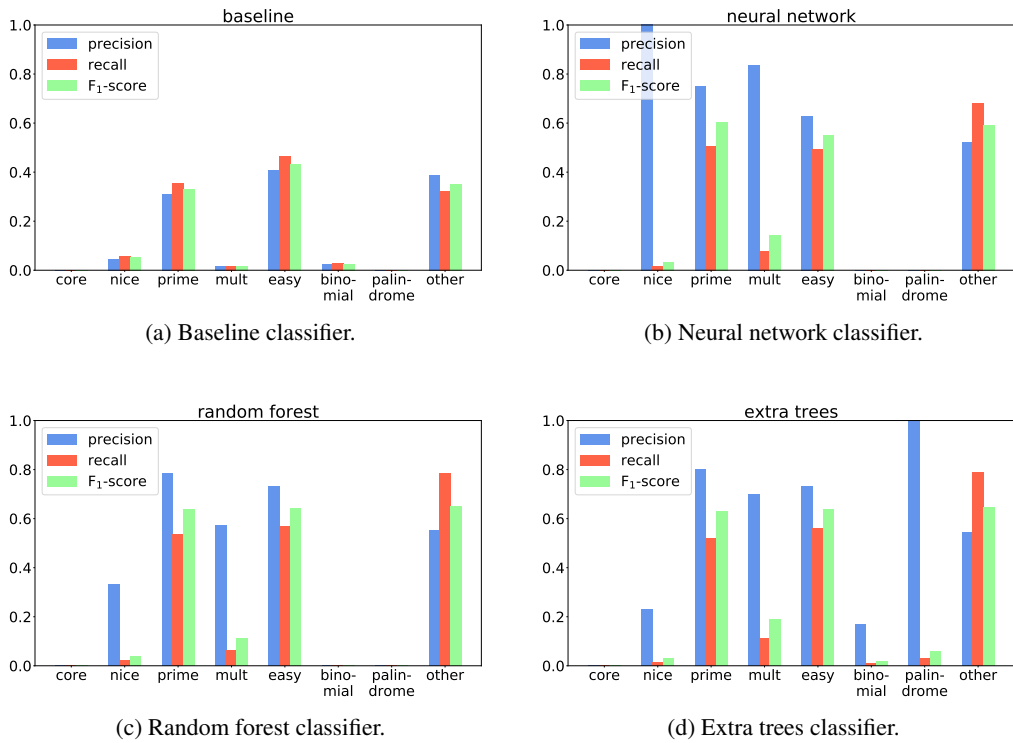 baseline
1.0
0.8
0.6
0.4
0.2
0.0
precision
recall
F₁-score
core nice prime mult easy bino-mial palin-drome other
(a) Baseline classifier.
neural network
1.0
0.8
0.6
0.4
0.2
0.0
precision
recall
F₁-score
core nice prime mult easy bino-mial palin-drome other
(b) Neural network classifier.
random forest
1.0
0.8
0.6
0.4
0.2
0.0
precision
recall
F₁-score
core nice prime mult easy bino-mial palin-drome other
(c) Random forest classifier.
extra trees
1.0
0.8
0.6
0.4
0.2
0.0
precision
recall
F₁-score
core nice prime mult easy bino-mial palin-drome other
(d) Extra trees classifier.